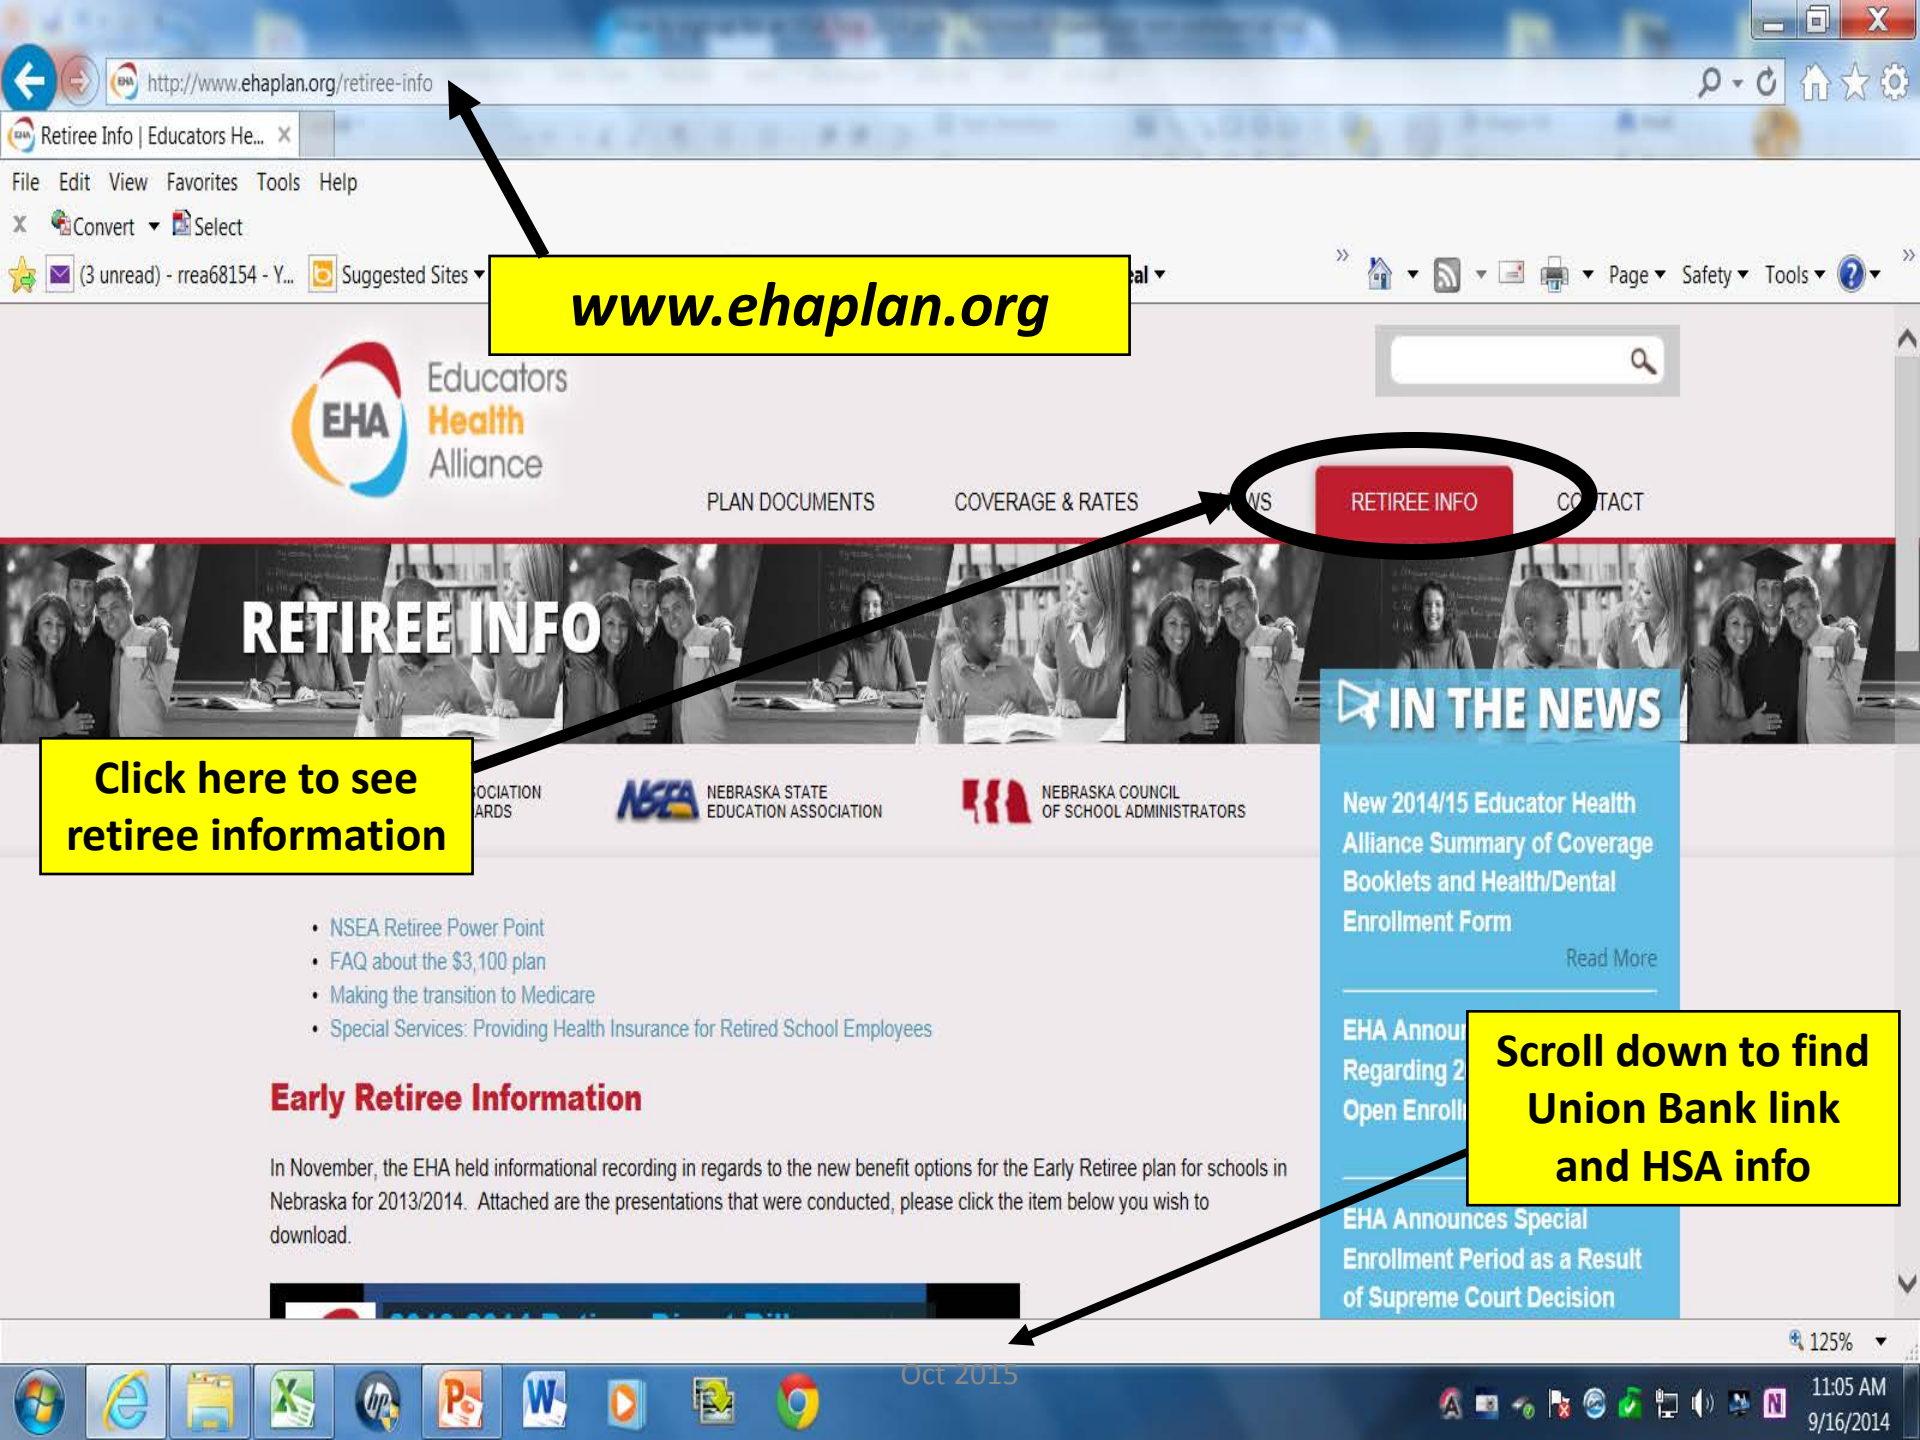 http://www.ehaplan.org/retiree-info
Retiree Info | Educators He...
File Edit View Favorites Tools Help
Convert Select
(3 unread) - rrea68154 - Y... Suggested Sites
Page Safety Tools
www.ehaplan.org
EHA
Educators
Health
Alliance
PLAN DOCUMENTS COVERAGE & RATES RETIREE INFO CONTACT
RETIREE INFO
IN THE NEWS
Click here to see
retiree information
NEBRASKA STATE
EDUCATION ASSOCIATION
NSEA
NEBRASKA COUNCIL
OF SCHOOL ADMINISTRATORS
New 2014/15 Educator Health
Alliance Summary of Coverage
Booklets and Health/Dental
Enrollment Form
Read More
• NSEA Retiree Power Point
• FAQ about the $3,100 plan
• Making the transition to Medicare
• Special Services: Providing Health Insurance for Retired School Employees
Early Retiree Information
In November, the EHA held informational recording in regards to the new benefit options for the Early Retiree plan for schools in
Nebraska for 2013/2014. Attached are the presentations that were conducted, please click the item below you wish to
download.
EHA
Regarding
Open
Scroll down to find
Union Bank link
and HSA info
EHA Announces Special
Enrollment Period as a Result
of Supreme Court Decision
125%
Oct 2015
11:05 AM
9/16/2014